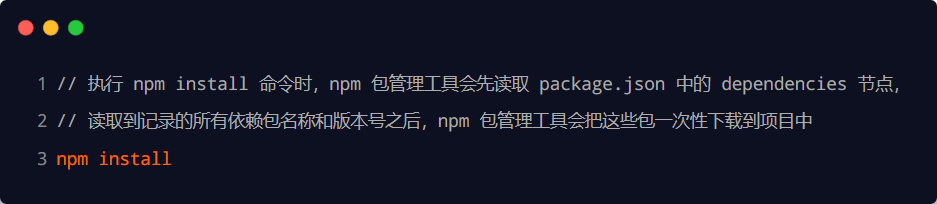 1 // 执行 npm install 命令时，npm 包管理工具会先读取 package.json 中的 dependencies 节点，
2 // 读取到记录的所有依赖包名称和版本号之后，npm 包管理工具会把这些包一次性下载到项目中
3 npm install